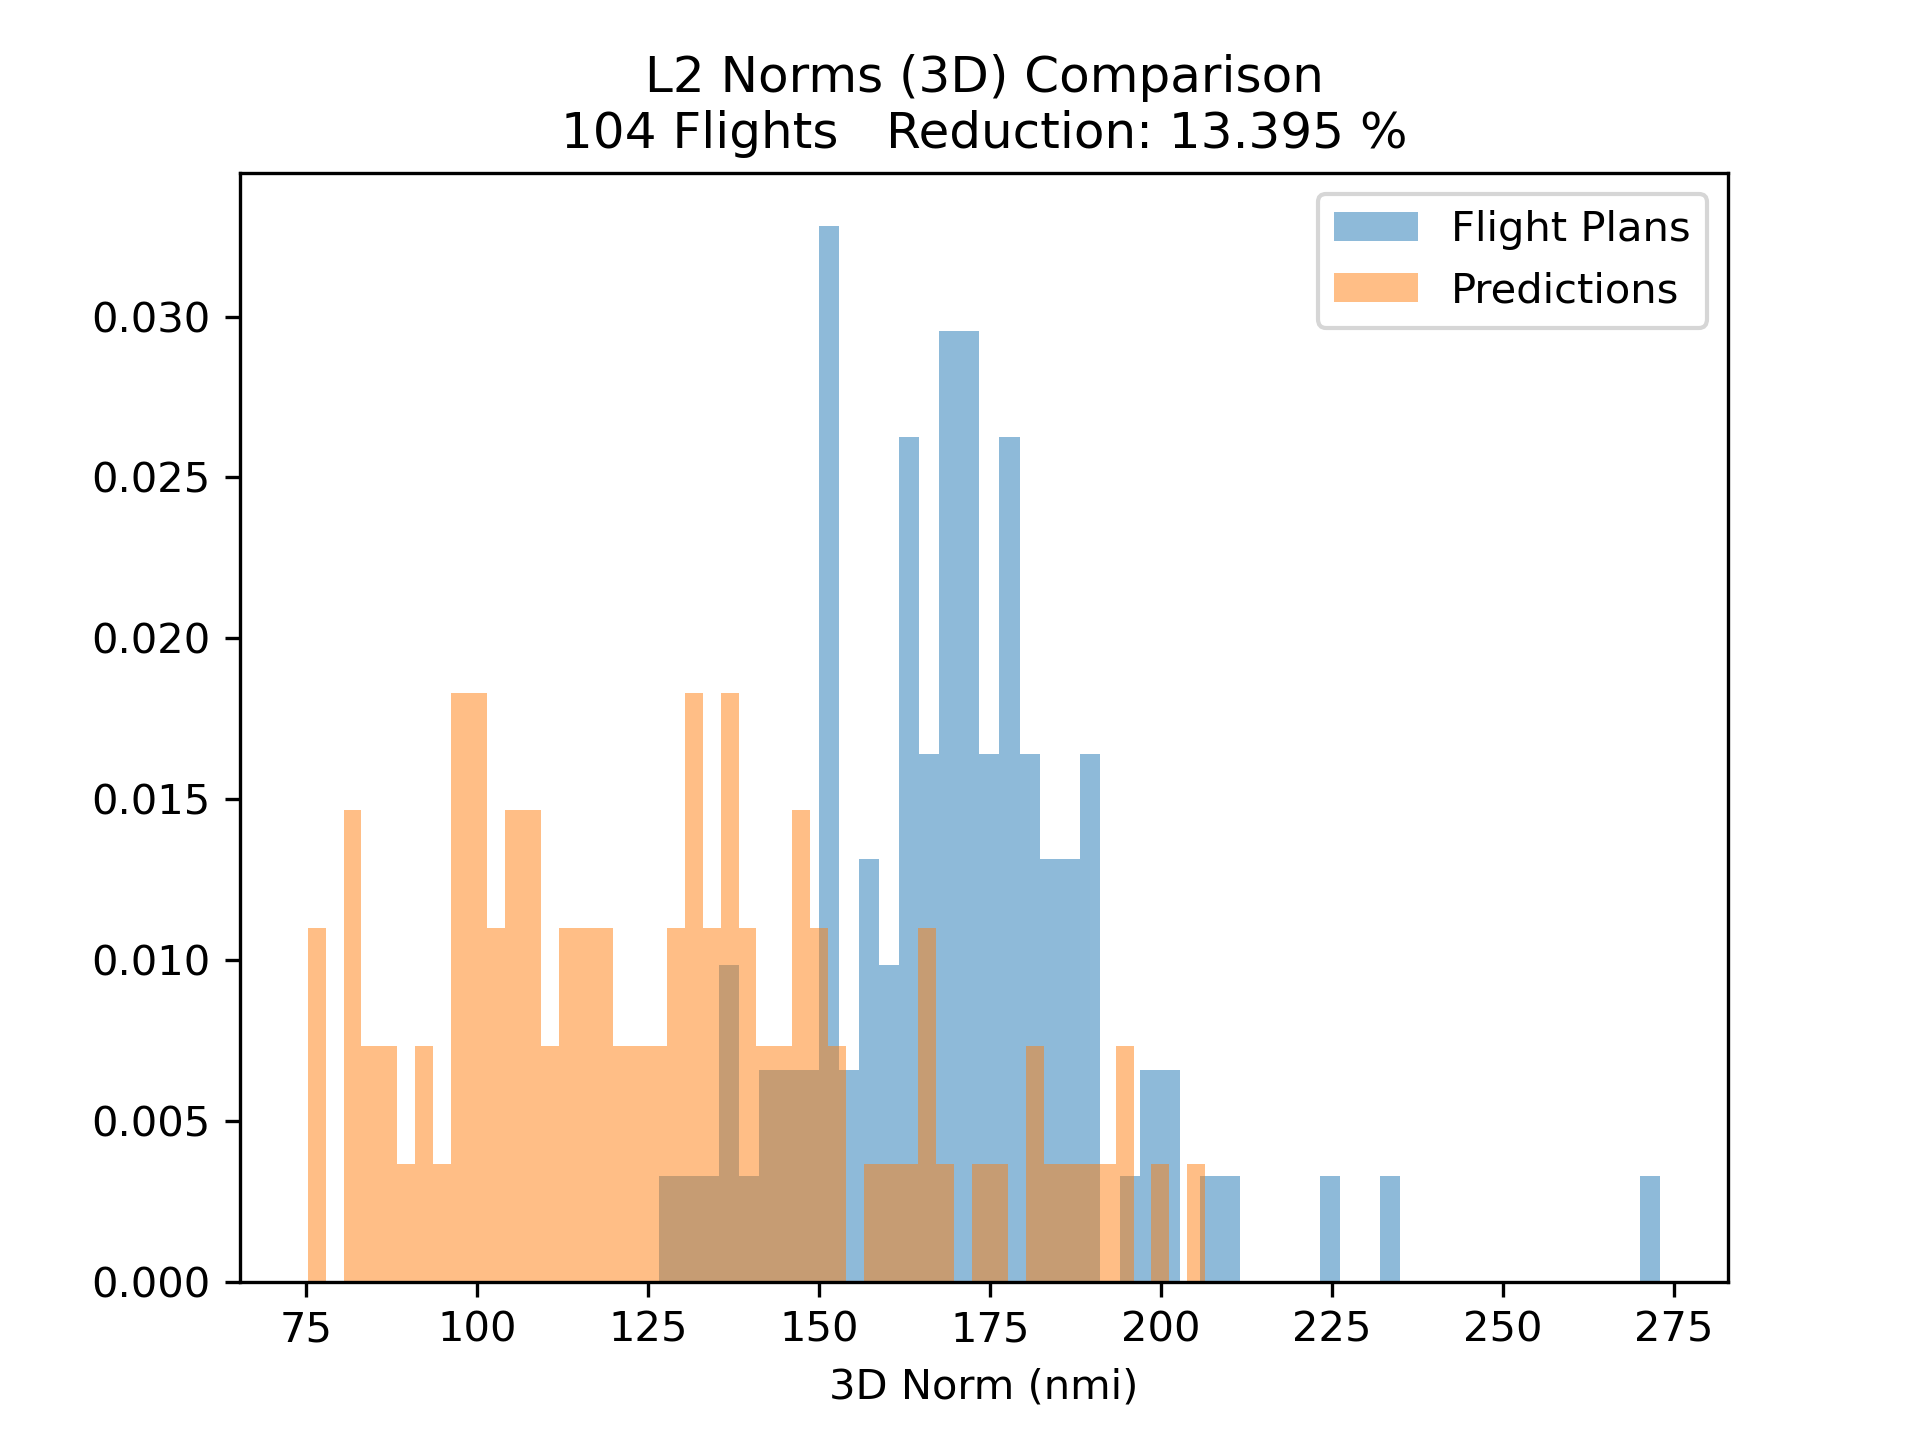 L2 Norms (3D) Comparison
104 Flights   Reduction: 13.395 %
Flight Plans
Predictions
0.030
0.025
0.020
0.015
0.010
0.005
0.000
75 100 125 150 175 200 225 250 275
3D Norm (nmi)